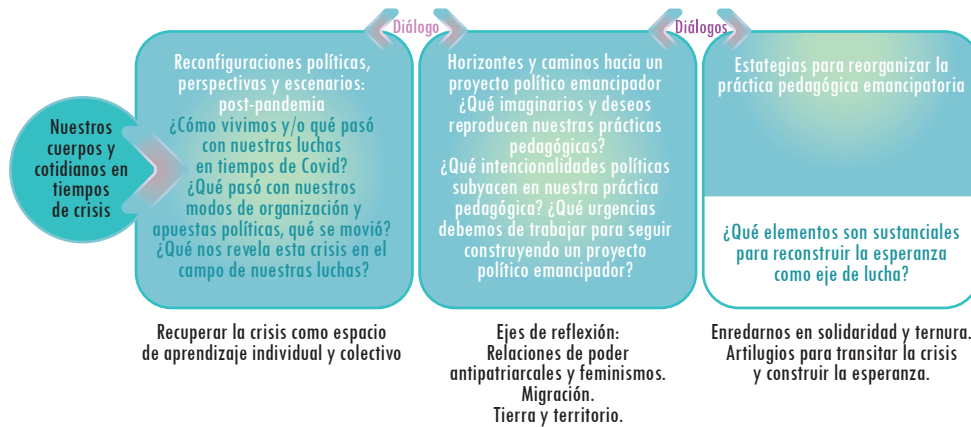 Diálogo
Diálogos
Nuestros
cuerpos y
cotidianos en
tiempos
de crisis
Reconfiguraciones políticas,
perspectivas y escenarios:
post-pandemia
¿Cómo vivimos y/o qué pasó
con nuestras luchas
en tiempos de Covid?
¿Qué pasó con nuestros
modos de organización y
apuestas políticas, qué se movió?
¿Qué nos revela esta crisis en el
campo de nuestras luchas?
Recuperar la crisis como espacio
de aprendizaje individual y colectivo
Horizontes y caminos hacia un
proyecto político emancipador
¿Qué imaginarios y deseos
reproducen nuestras prácticas
pedagógicas?
¿Qué intencionalidades políticas
subyacen en nuestra práctica
pedagógica? ¿Qué urgencias
debemos de trabajar para seguir
construyendo un proyecto
político emancipador?
Ejes de reflexión:
Relaciones de poder
antipatriarcales y feminismos.
Migración.
Tierra y territorio.
Estrategias para reorganizar la
práctica pedagógica emancipatoria
¿Qué elementos son sustanciales
para reconstruir la esperanza
como eje de lucha?
Enredarnos en solidaridad y ternura.
Artilugios para transitar la crisis
y construir la esperanza.